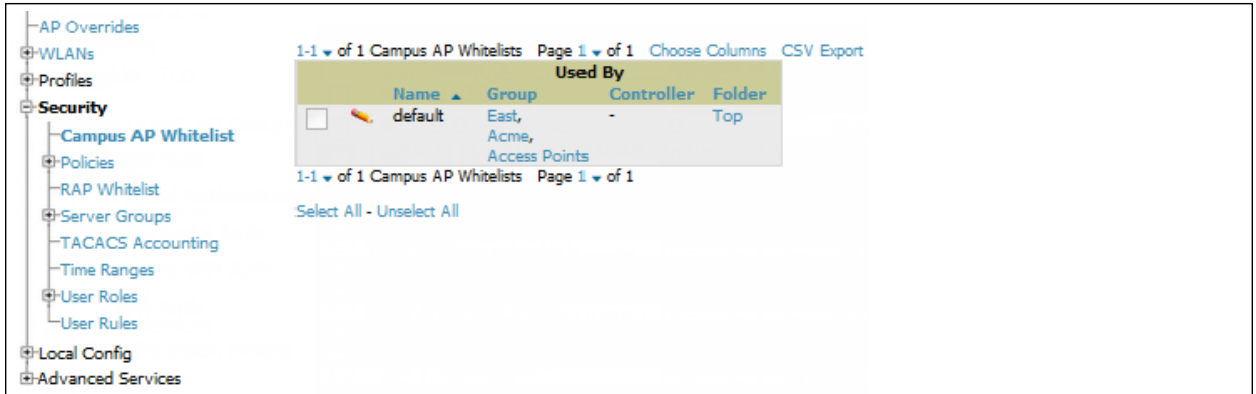 AP Overrides
WLANs
Profiles
Security
Campus AP Whitelist
Policies
RAP Whitelist
Server Groups
TACACS Accounting
Time Ranges
User Roles
User Rules
Local Config
Advanced Services
1-1 of 1 Campus AP Whitelists Page 1 of 1 Choose Columns CSV Export
Used By
Name Group Controller Folder
default East, - Top
Acme,
Access Points
1-1 of 1 Campus AP Whitelists Page 1 of 1
Select All - Unselect All